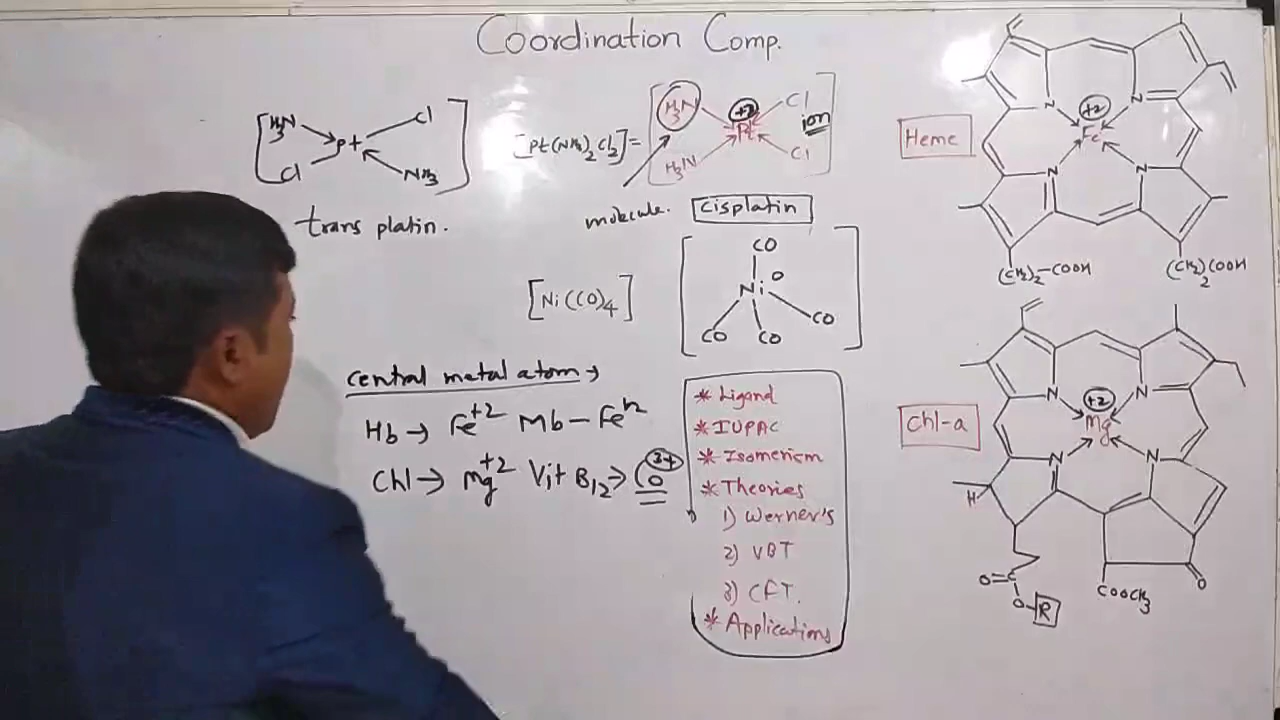 Coordination Comp.
H3N
Cl
Pt
Cl
NH3
trans platin.
[Pt(NH3)2Cl2]=
H3N
+2
Cl
ion
Pt
H3N
Cl
molecule.
cisplatin
[Ni(CO)4]
CO
Ni
O
CO
CO
CO
central metal atom →
Hb → Fe+2 Mb – Fe+2
Chl → Mg+2 Vit B12 → Co3+
* Ligand
* IUPAC
* Isomerism
* Theories
1) Werner's
2) VBT
3) CFT.
* Applications
Heme
N
+2
N
Fe
N
N
(CH2)2-COOH
(CH2)2COOH
Chl-a
N
+2
N
Mg
N
N
H
O=C
O-R
COOCH3
O